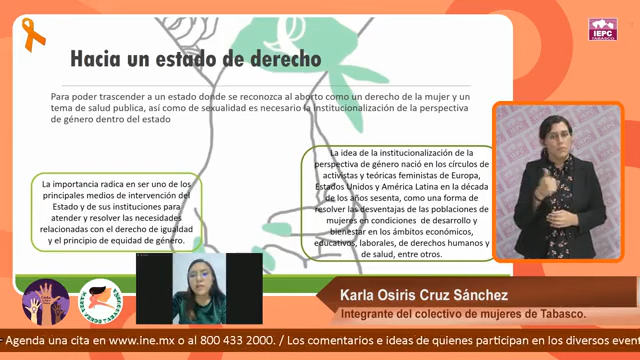 IEPC
TABASCO
Hacia un estado de derecho
Para poder trascender a un estado donde se reconozca al aborto como un derecho de la mujer y un
tema de salud publica, así como de sexualidad es necesario la institucionalización de la perspectiva
de género dentro del estado
La importancia radica en ser uno de los
principales medios de intervención del
Estado y de sus instituciones para
atender y resolver las necesidades
relacionadas con el derecho de igualdad
y el principio de equidad de género.
La idea de la institucionalización de la
perspectiva de género nació en los círculos de
activistas y teóricas feministas de Europa,
Estados Unidos y América Latina en la década
de los años sesenta, como una forma de
resolver las desventajas de las poblaciones de
mujeres en condiciones de desarrollo y
bienestar en los ámbitos económicos,
educativos, laborales, de derechos humanos y
de salud, entre otros.
MAREA VERDE TABASQUEÑA
Karla Osiris Cruz Sánchez
Integrante del colectivo de mujeres de Tabasco.
- Agenda una cita en www.ine.mx o al 800 433 2000. / Los comentarios e ideas de quienes participan en los diversos even